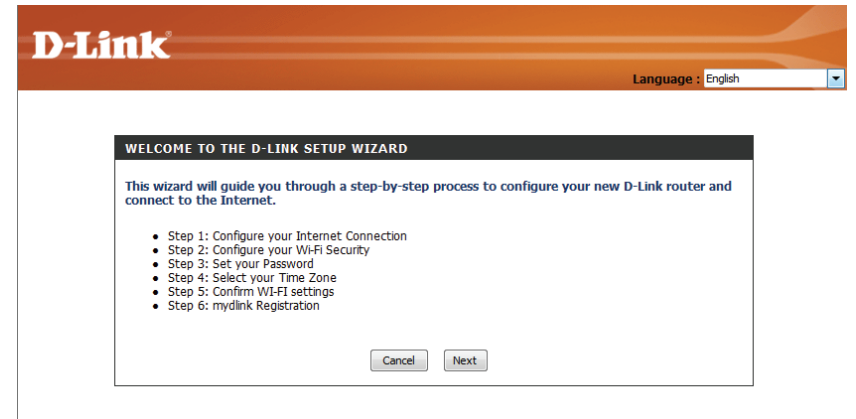 D-Link®
Language : English
WELCOME TO THE D-LINK SETUP WIZARD
This wizard will guide you through a step-by-step process to configure your new D-Link router and
connect to the Internet.
• Step 1: Configure your Internet Connection
• Step 2: Configure your Wi-Fi Security
• Step 3: Set your Password
• Step 4: Select your Time Zone
• Step 5: Confirm WI-FI settings
• Step 6: mydlink Registration
Cancel Next